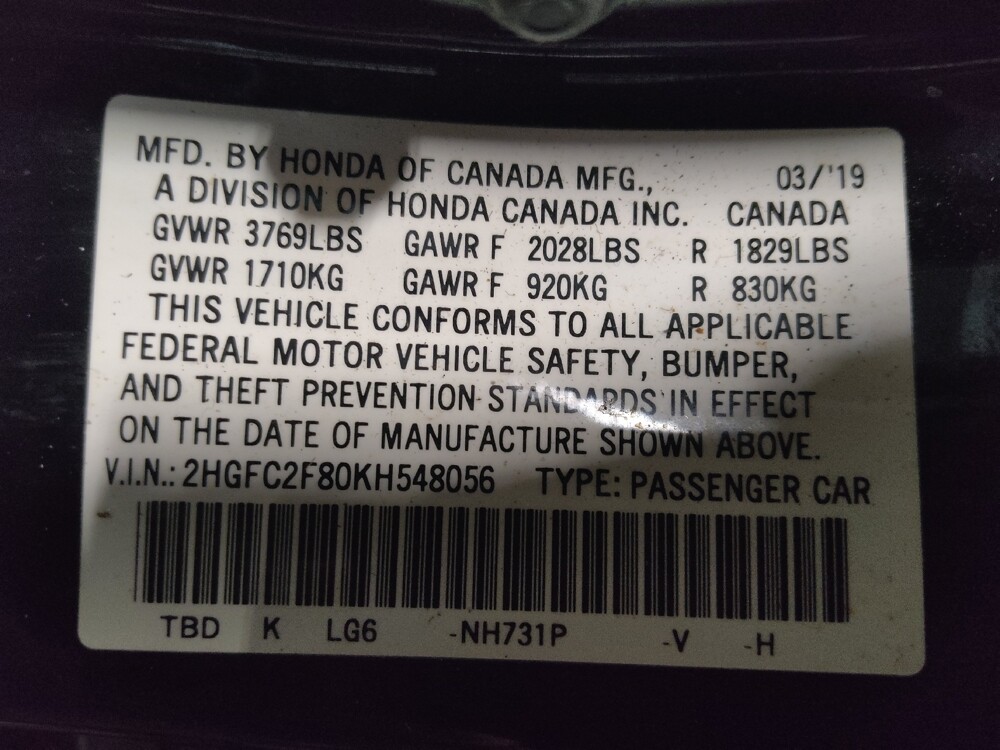 MFD. BY HONDA OF CANADA MFG., 03/'19
A DIVISION OF HONDA CANADA INC. CANADA
GVWR 3769LBS GAWR F 2028LBS R 1829LBS
GVWR 1710KG GAWR F 920KG R 830KG
THIS VEHICLE CONFORMS TO ALL APPLICABLE
FEDERAL MOTOR VEHICLE SAFETY, BUMPER,
AND THEFT PREVENTION STANDARDS IN EFFECT
ON THE DATE OF MANUFACTURE SHOWN ABOVE.
V.I.N.: 2HGFC2F80KH548056 TYPE: PASSENGER CAR
TBD K LG6 -NH731P -V -H